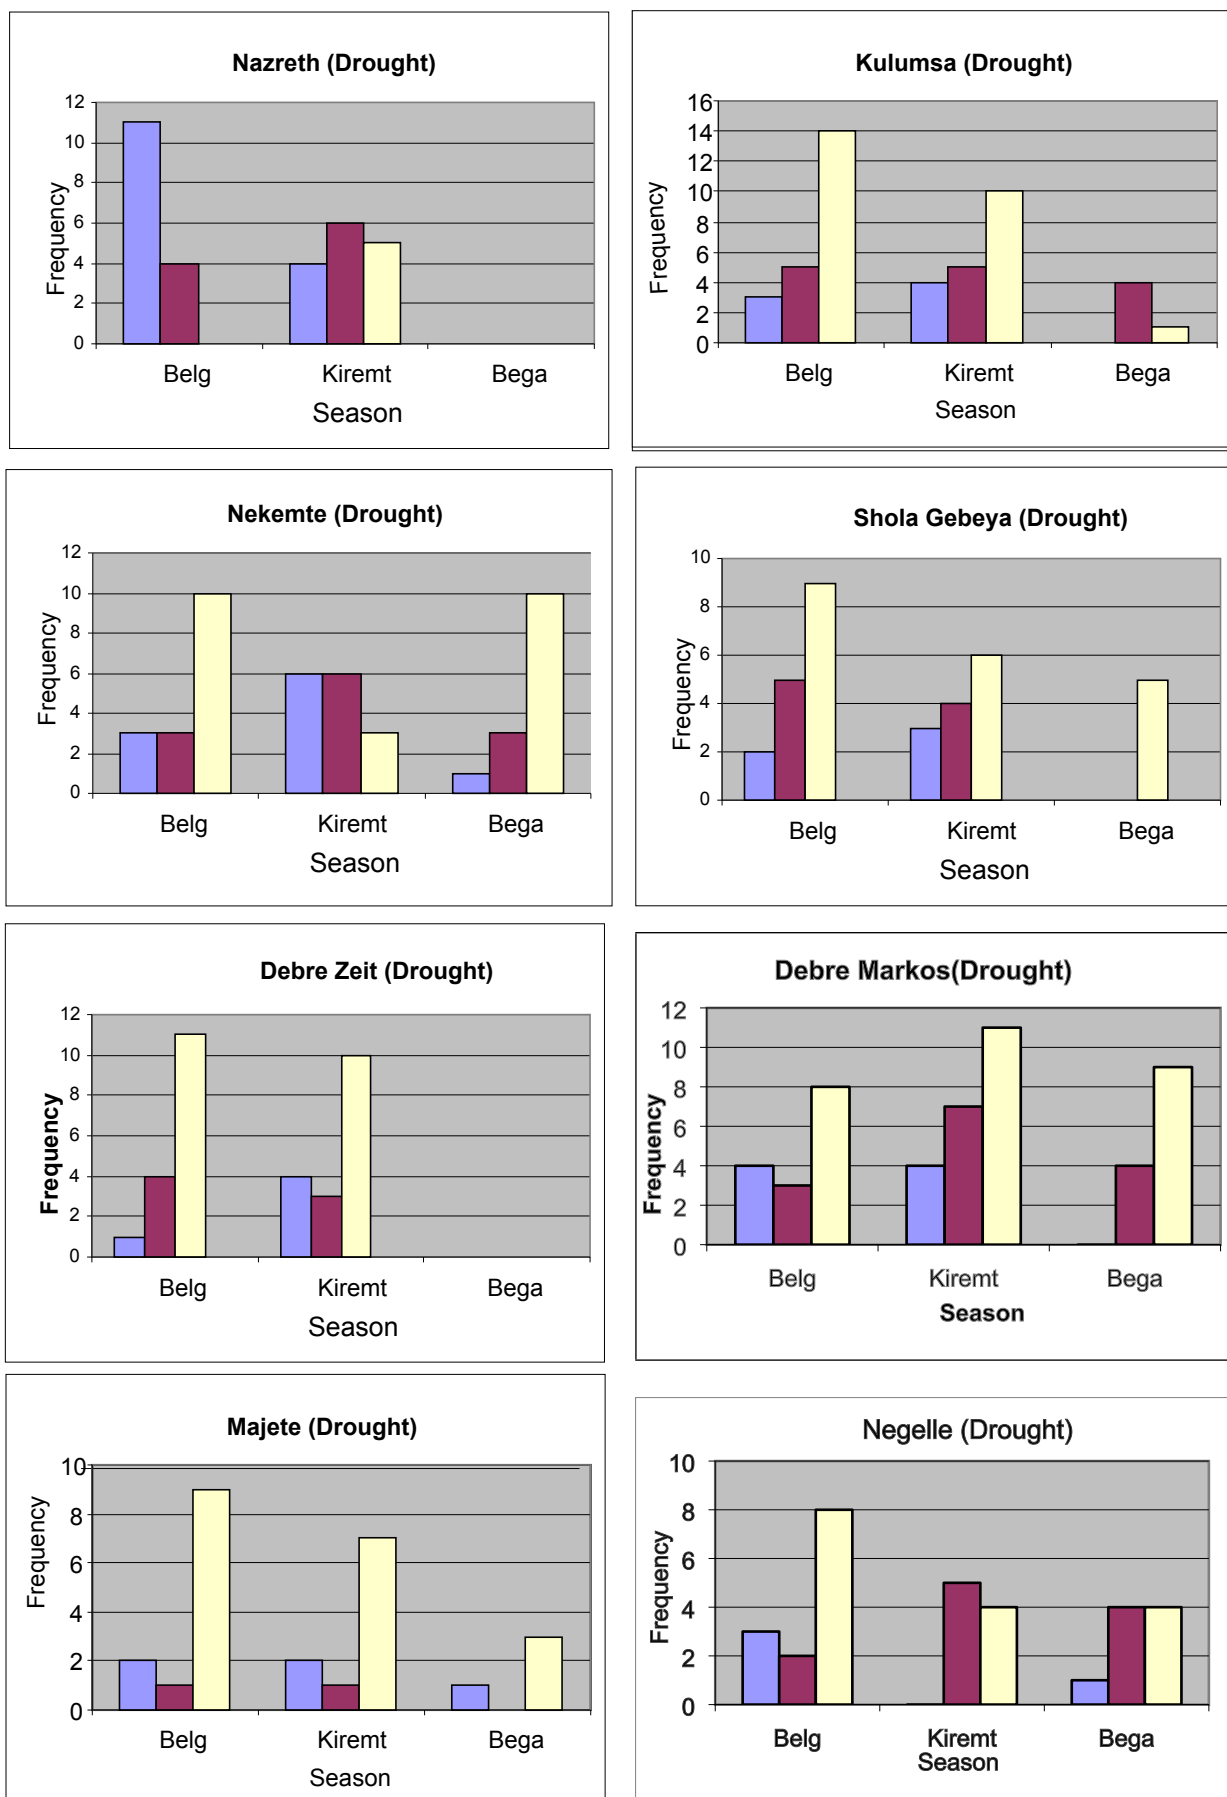 Nazreth (Drought)
12
10
8
6
4
2
0
Frequency
Belg Kiremt Bega
Season
Kulumsa (Drought)
16
14
12
10
8
6
4
2
0
Frequency
Belg Kiremt Bega
Season
Nekemte (Drought)
12
10
8
6
4
2
0
Frequency
Belg Kiremt Bega
Season
Shola Gebeya (Drought)
10
8
6
4
2
0
Frequency
Belg Kiremt Bega
Season
Debre Zeit (Drought)
12
10
8
6
4
2
0
Frequency
Belg Kiremt Bega
Season
Debre Markos(Drought)
12
10
8
6
4
2
0
Frequency
Belg Kiremt Bega
Season
Majete (Drought)
10
8
6
4
2
0
Frequency
Belg Kiremt Bega
Season
Negelle (Drought)
10
8
6
4
2
0
Frequency
Belg Kiremt Bega
Season